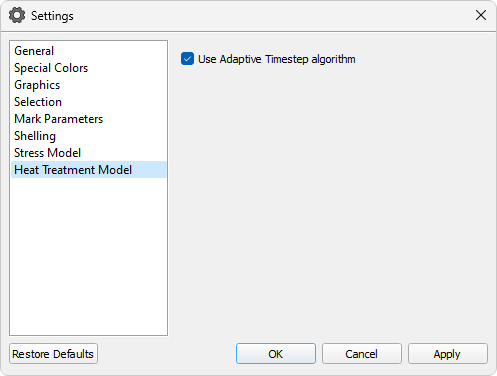 Settings
General
Special Colors
Graphics
Selection
Mark Parameters
Shelling
Stress Model
Heat Treatment Model
Use Adaptive Timestep algorithm
Restore Defaults
OK
Cancel
Apply